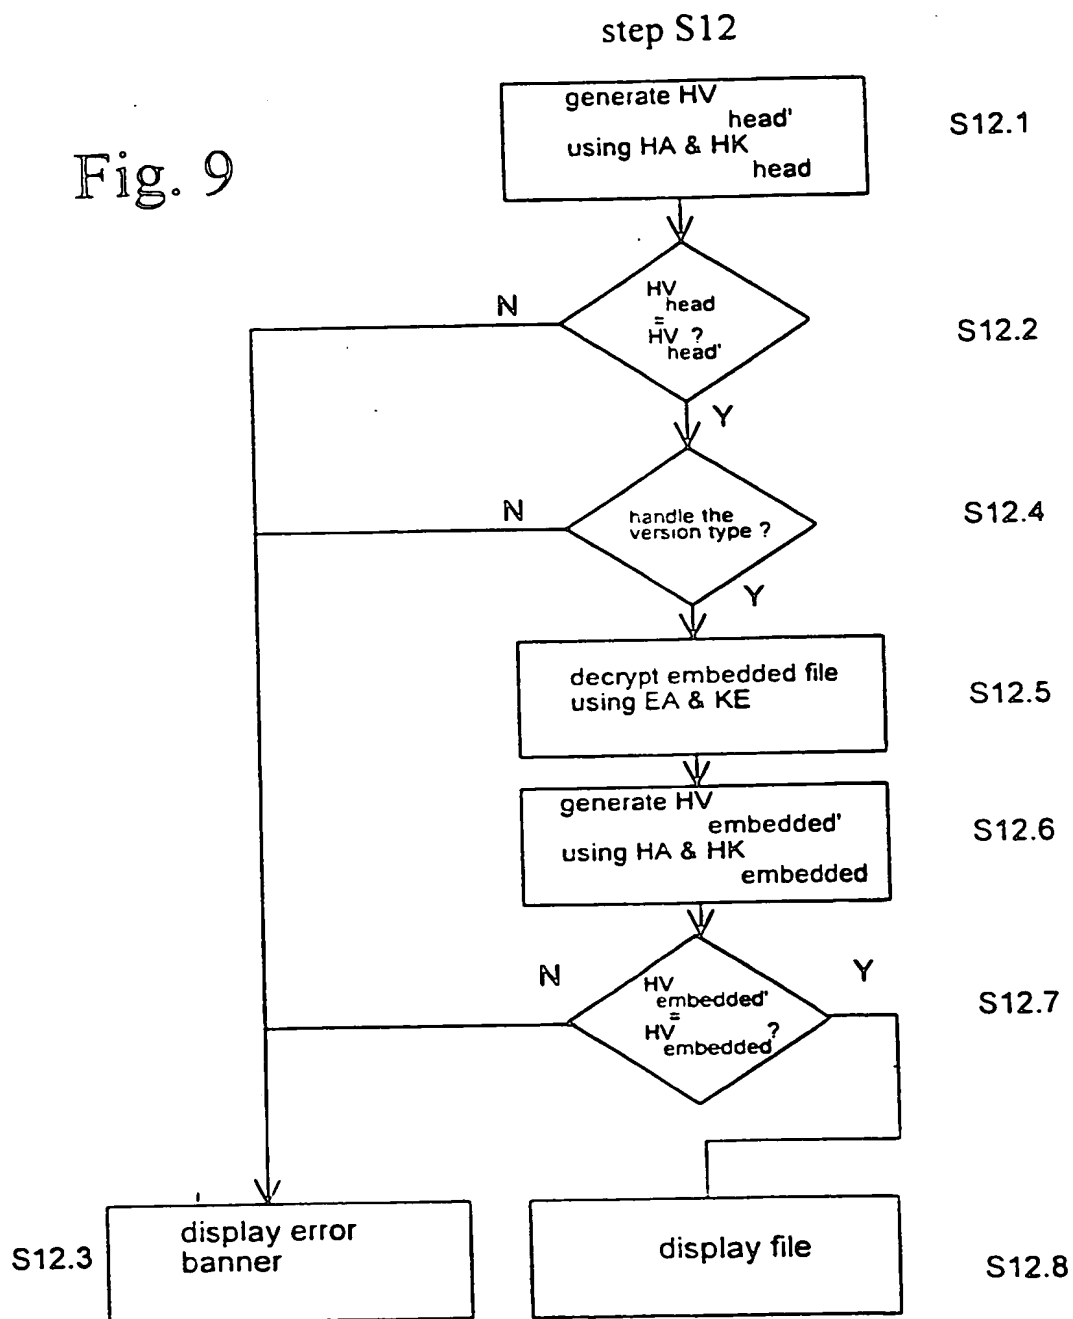 step S12
Fig. 9
generate HV
head'
using HA & HK
head
S12.1
HV
head
=
HV ?
head'
N
Y
S12.2
handle the
version type ?
N
Y
S12.4
decrypt embedded file
using EA & KE
S12.5
generate HV
embedded'
using HA & HK
embedded
S12.6
HV
embedded'
=
HV ?
embedded
N
Y
S12.7
S12.3
display error
banner
display file
S12.8